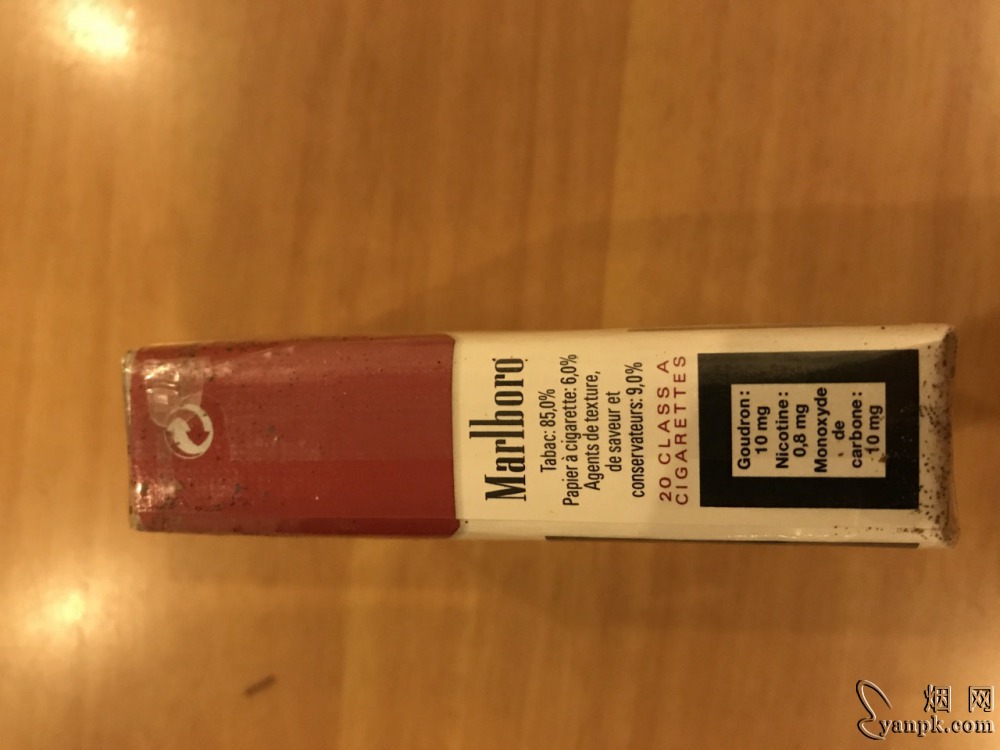 Marlboro
Tabac: 85,0%
Papier à cigarette: 6,0%
Agents de texture,
de saveur et
conservateurs: 9,0%
20 CLASS A
CIGARETTES
Goudron:
10 mg
Nicotine:
0,8 mg
Monoxyde
de
carbone:
10 mg
烟网
yanpk.com